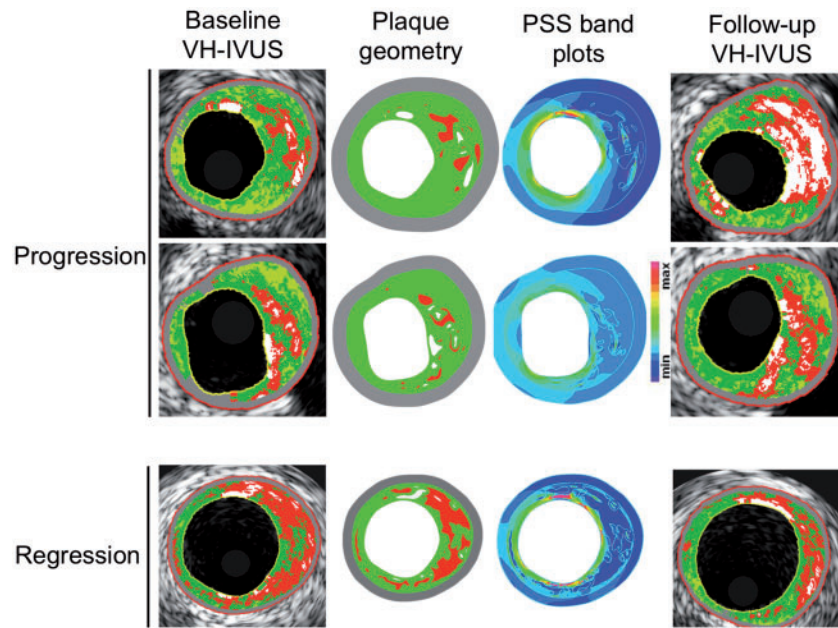 Baseline
VH-IVUS
Plaque
geometry
PSS band
plots
Follow-up
VH-IVUS
Progression
max
min
Regression